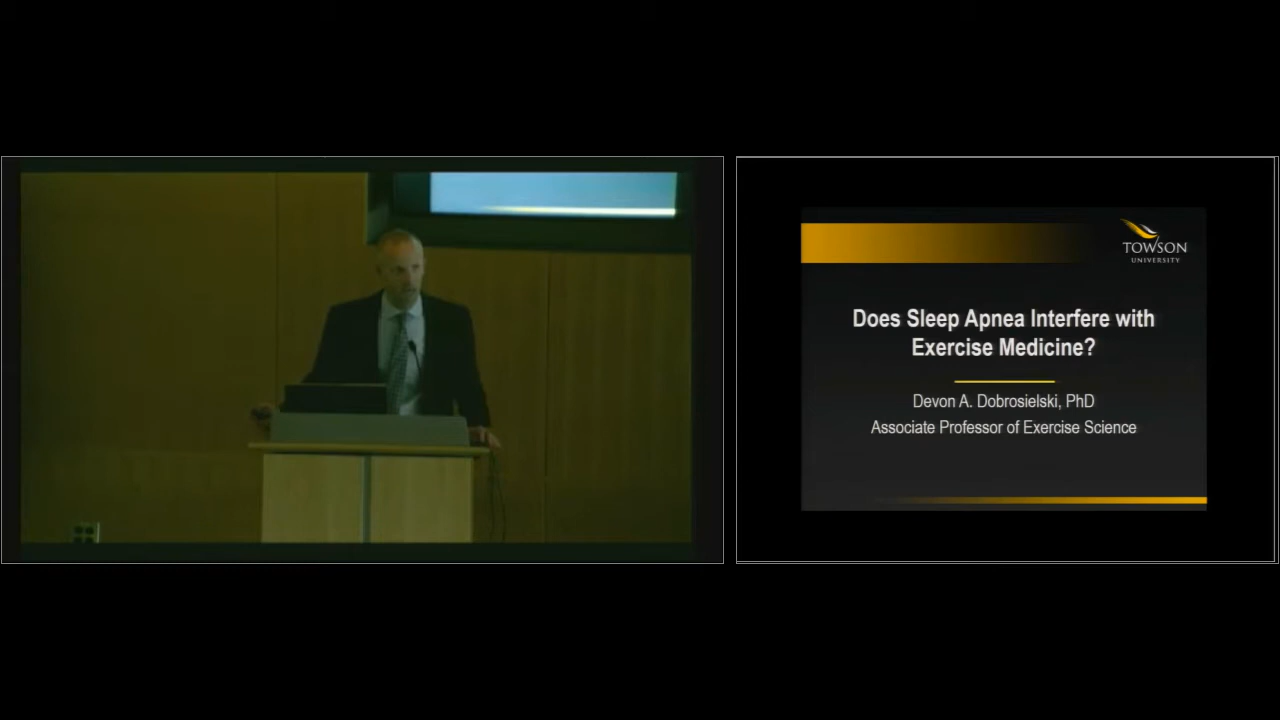 TOWSON
UNIVERSITY
Does Sleep Apnea Interfere with
Exercise Medicine?
Devon A. Dobrosielski, PhD
Associate Professor of Exercise Science